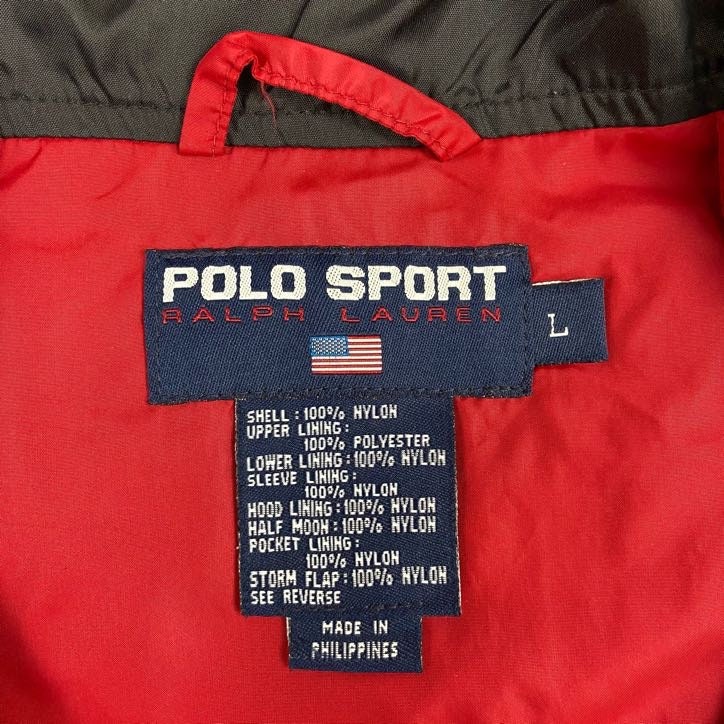 POLO SPORT
RALPH LAUREN
L
SHELL : 100% NYLON
UPPER LINING :
100% POLYESTER
LOWER LINING : 100% NYLON
SLEEVE LINING :
100% NYLON
HOOD LINING : 100% NYLON
HALF MOON : 100% NYLON
POCKET LINING :
100% NYLON
STORM FLAP : 100% NYLON
SEE REVERSE
MADE IN
PHILIPPINES